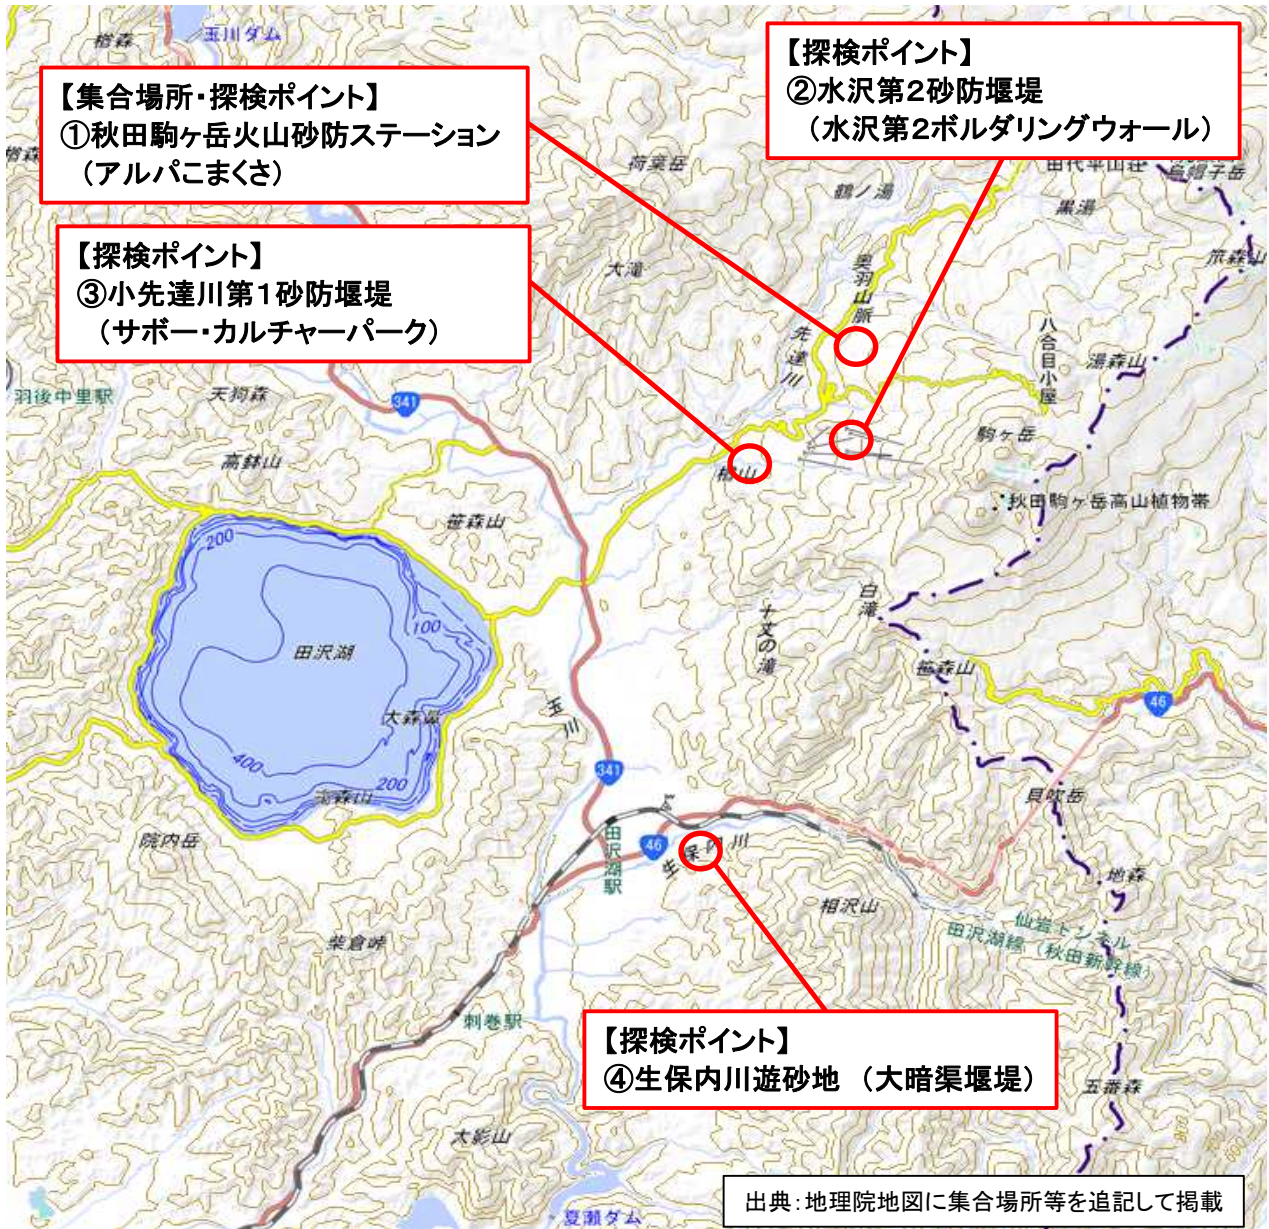 桧森
玉川ダム
【集合場所・探検ポイント】
①秋田駒ヶ岳火山砂防ステーション
(アルパこまくさ)
【探検ポイント】
②水沢第2砂防堰堤
(水沢第2ボルダリングウォール)
荷葉岳
田代平山荘
烏帽子岳
鶴ノ湯
黒湯
笊森山
【探検ポイント】
③小先達川第1砂防堰堤
(サボー・カルチャーパーク)
大滝
奥羽山脈
先達川
八合目小屋
湯森山
羽後中里駅
天狗森
341
駒ヶ岳
高鉢山
秋田駒ヶ岳高山植物帯
笹森山
200
100
田沢湖
白滝
十丈の滝
笹森山
46
大森
玉川
400
200
341
貝吹岳
院内岳
田沢湖駅
46
生保内川
地森
相沢山
仙岩トンネル
田沢湖線(秋田新幹線)
柴倉峠
刺巻駅
【探検ポイント】
④生保内川遊砂地 (大暗渠堰堤)
五番森
大影山
夏瀬ダム
出典:地理院地図に集合場所等を追記して掲載